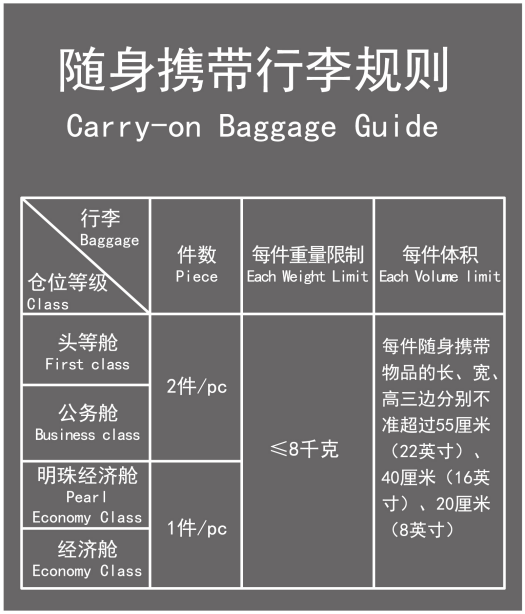 随身携带行李规则
Carry-on Baggage Guide
行李
Baggage
仓位等级
Class
件数
Piece
每件重量限制
Each Weight Limit
每件体积
Each Volume limit
头等舱
First class
公务舱
Business class
明珠经济舱
Pearl
Economy Class
经济舱
Economy Class
2件/pc
1件/pc
≤8千克
每件随身携带
物品的长、宽、
高三边分别不
准超过55厘米
（22英寸）、
40厘米（16英
寸）、20厘米
（8英寸）